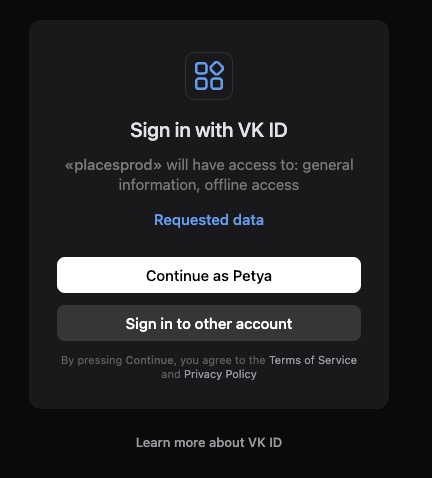 Sign in with VK ID
«placesprod» will have access to: general
information, offline access
Requested data
Continue as Petya
Sign in to other account
By pressing Continue, you agree to the Terms of Service
and Privacy Policy
Learn more about VK ID